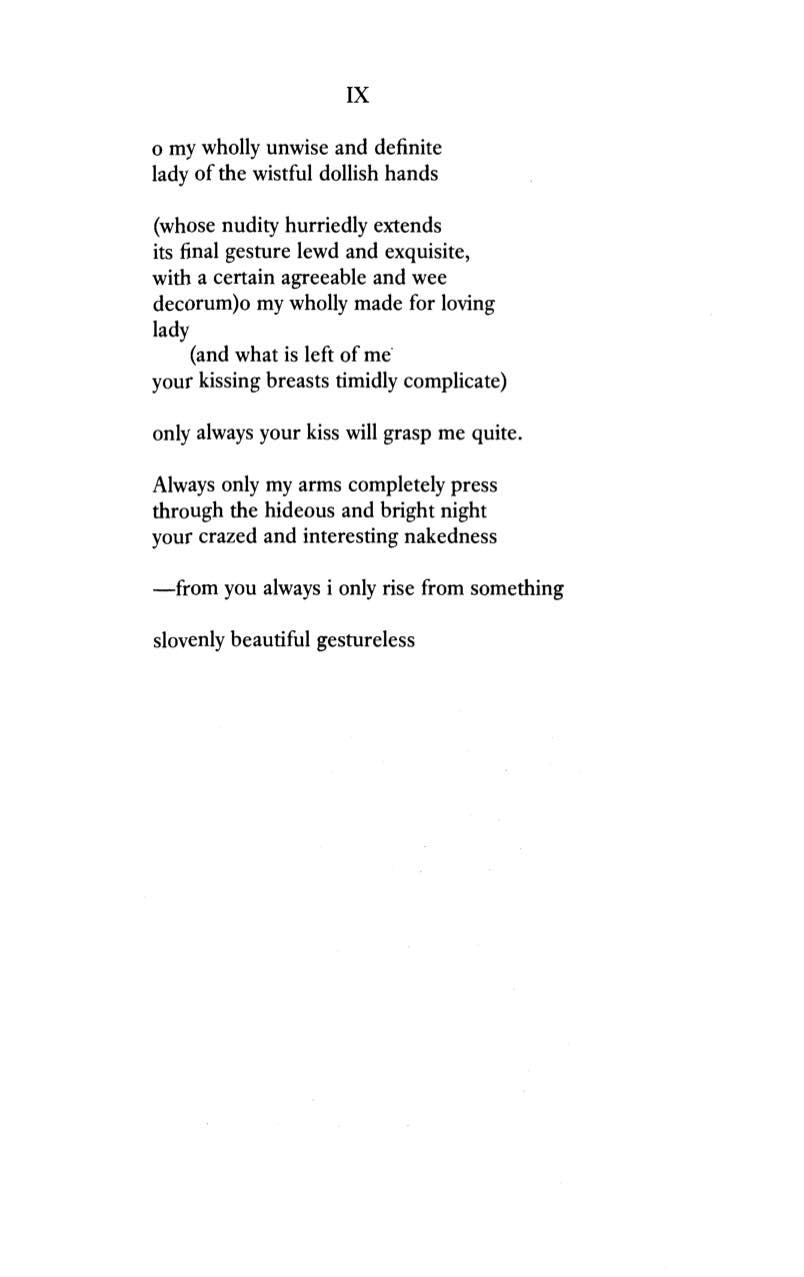 IX
o my wholly unwise and definite
lady of the wistful dollish hands
(whose nudity hurriedly extends
its final gesture lewd and exquisite,
with a certain agreeable and wee
decorum)o my wholly made for loving
lady
(and what is left of me
your kissing breasts timidly complicate)
only always your kiss will grasp me quite.
Always only my arms completely press
through the hideous and bright night
your crazed and interesting nakedness
—from you always i only rise from something
slovenly beautiful gestureless